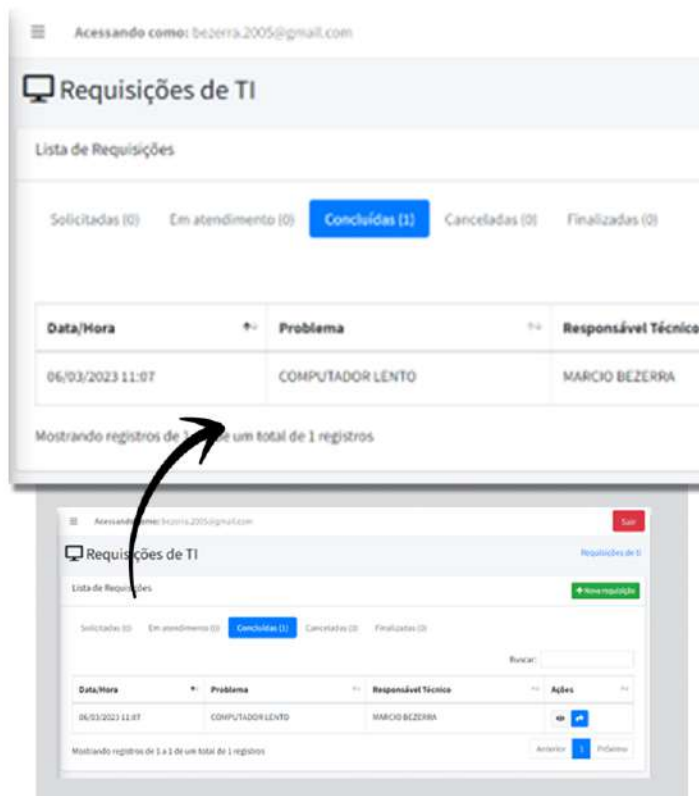 Acessando como: bezerra.2005@gmail.com
Requisições de TI
Lista de Requisições
Solicitadas (0) Em atendimento (0) Concluídas (1) Canceladas (0) Finalizadas (0)
Data/Hora Problema Responsável Técnico
06/03/2023 11:07 COMPUTADOR LENTO MARCIO BEZERRA
Mostrando registros de 1 de um total de 1 registros
Acessando como: bezerra.2005@gmail.com Sair
Requisições de TI Requisições de ti
Lista de Requisições Nova requisição
Solicitadas (0) Em atendimento (0) Concluídas (1) Canceladas (0) Finalizadas (0)
Buscar:
Data/Hora Problema Responsável Técnico Ações
06/03/2023 11:07 COMPUTADOR LENTO MARCIO BEZERRA
Mostrando registros de 1 a 1 de um total de 1 registros Anterior 1 Próximo